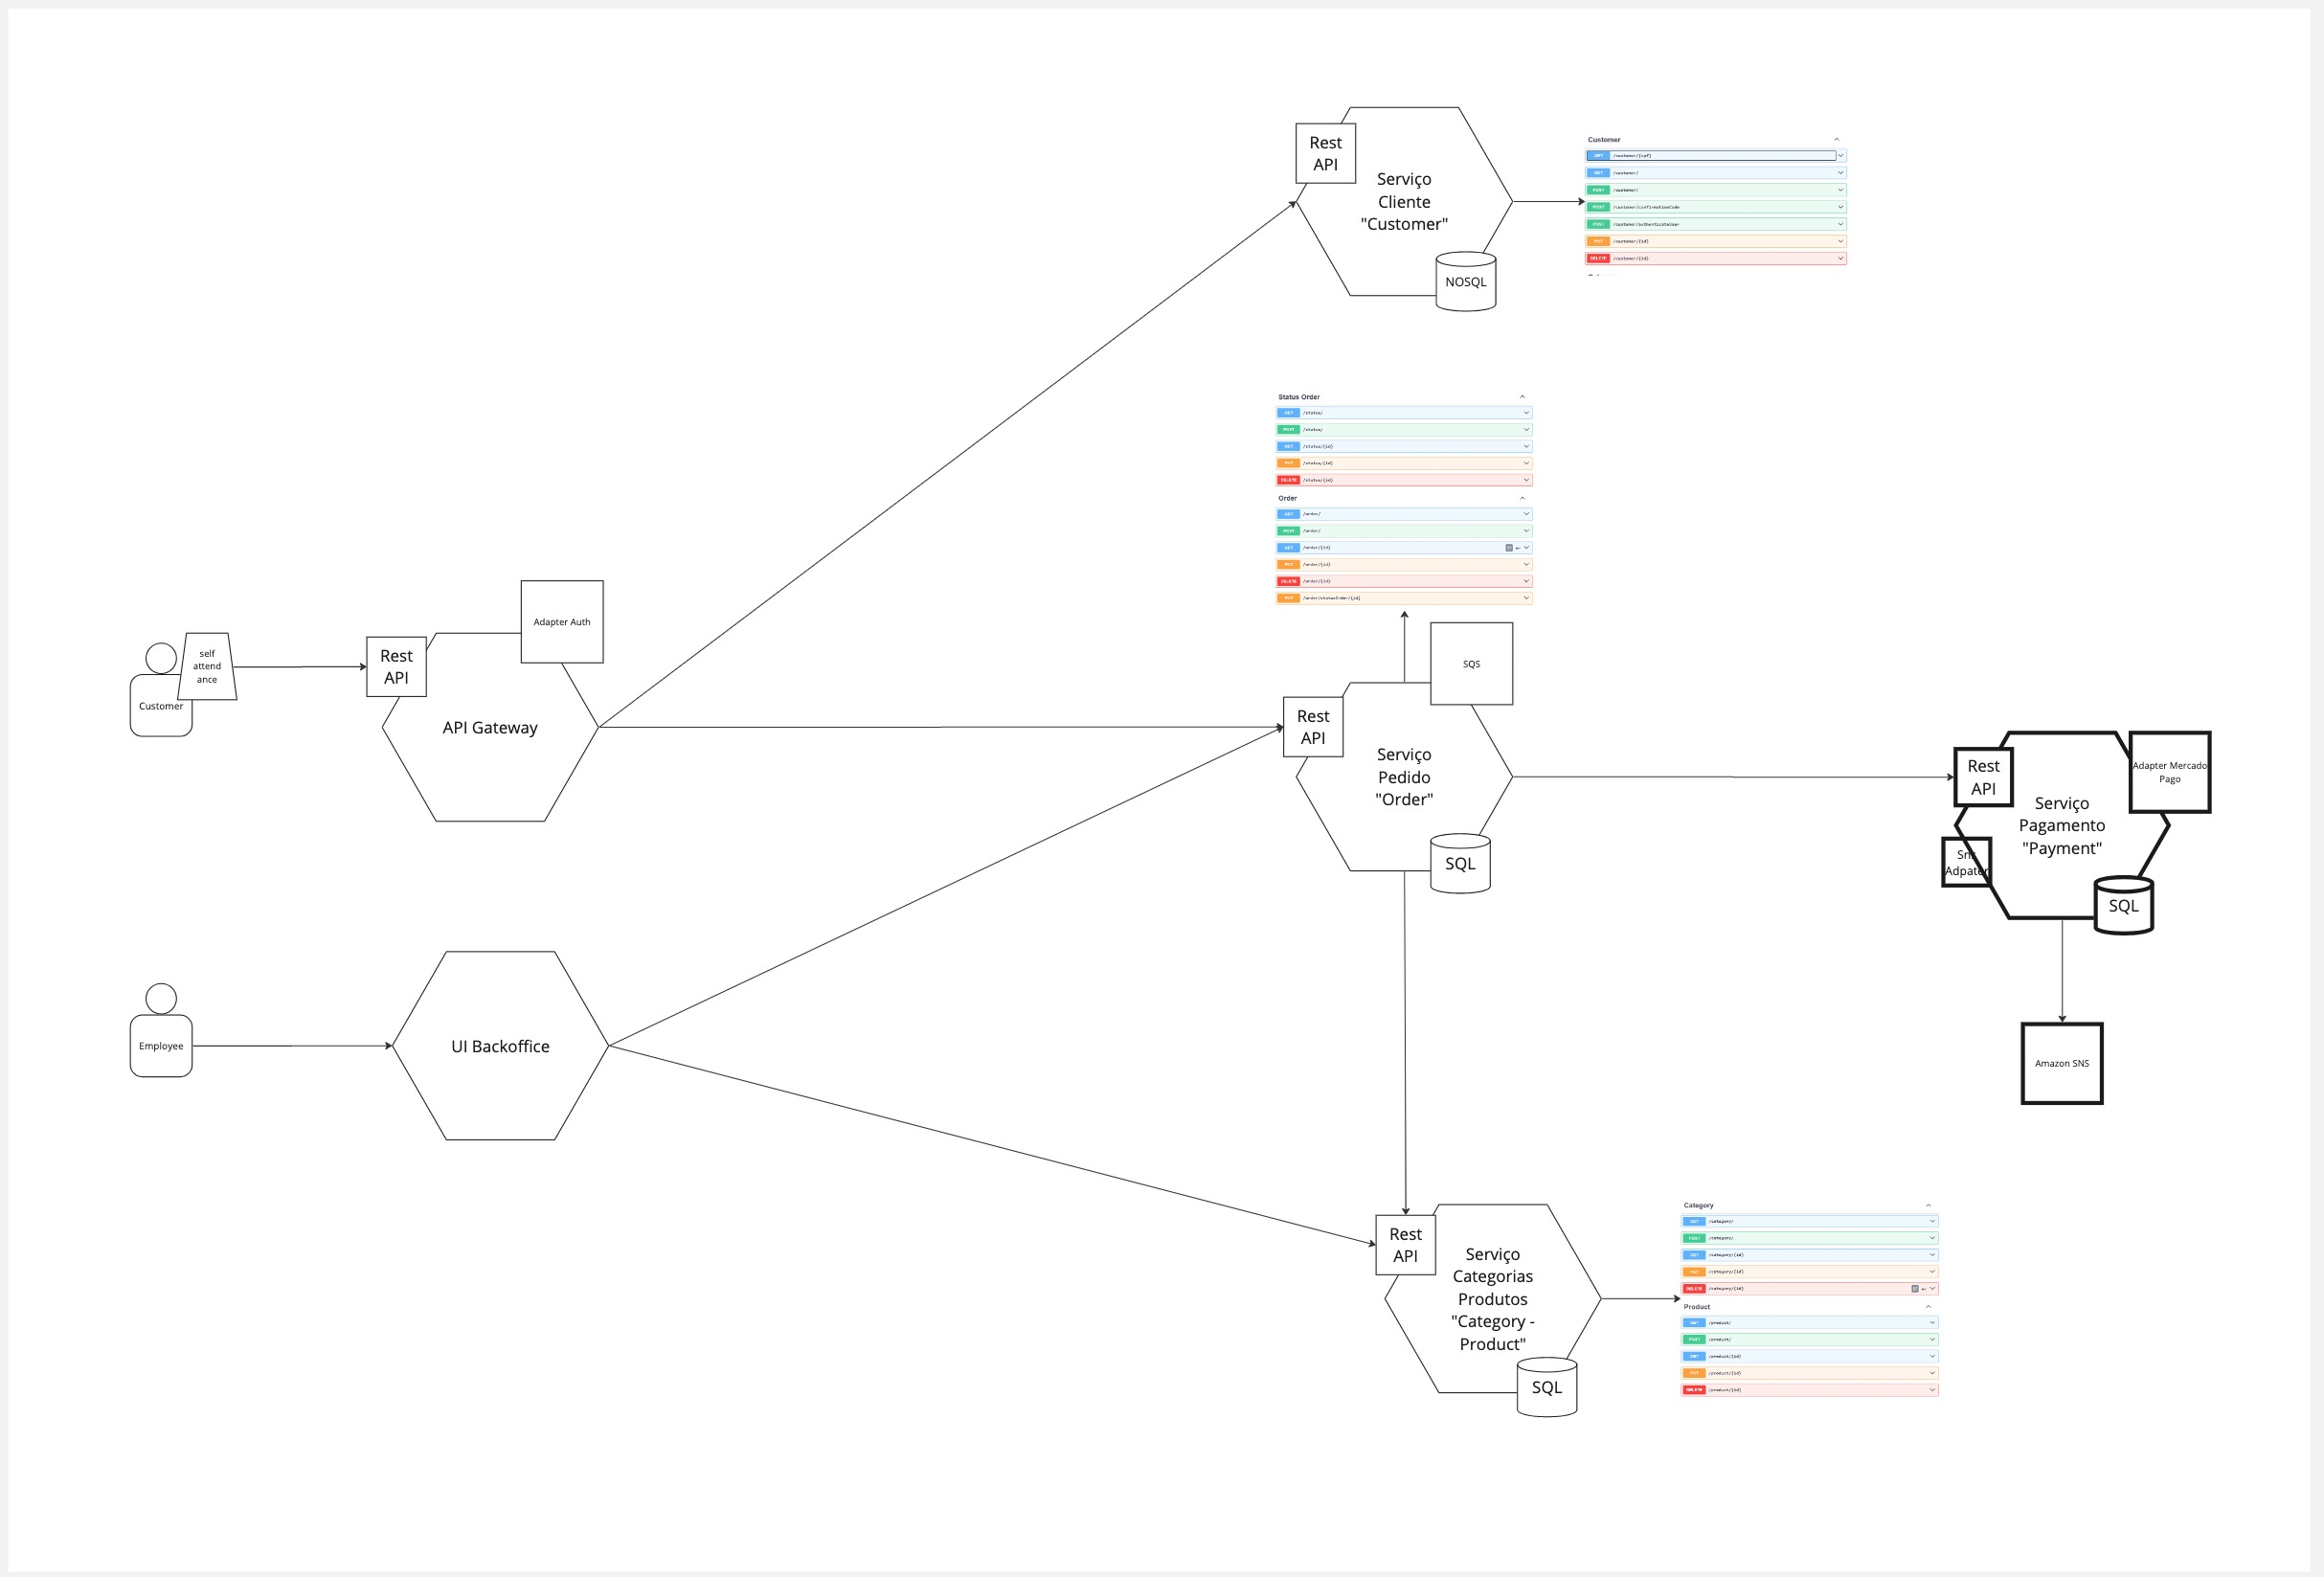 Rest
API
Serviço
Cliente
"Customer"
NOSQL
Customer
GET /customer/{cpf}
GET /customer/
POST /customer/
POST /customer/confirmationCode
POST /customer/authenticateUser
PUT /customer/{id}
DELETE /customer/{id}
Status Order
GET /status/
POST /status/
GET /status/{id}
PUT /status/{id}
DELETE /status/{id}
Order
GET /order/
POST /order/
GET /order/{id}
PUT /order/{id}
DELETE /order/{id}
PUT /order/statusOrder/{id}
Customer
self
attend
ance
Rest
API
Adapter Auth
API Gateway
Rest
API
SQS
Serviço
Pedido
"Order"
SQL
Rest
API
Adapter Mercado
Pago
Serviço
Pagamento
"Payment"
Sns
Adpater
SQL
Amazon SNS
Employee
UI Backoffice
Rest
API
Serviço
Categorias
Produtos
"Category -
Product"
SQL
Category
GET /category/
POST /category/
GET /category/{id}
PUT /category/{id}
DELETE /category/{id}
Product
GET /product/
POST /product/
GET /product/{id}
PUT /product/{id}
DELETE /product/{id}